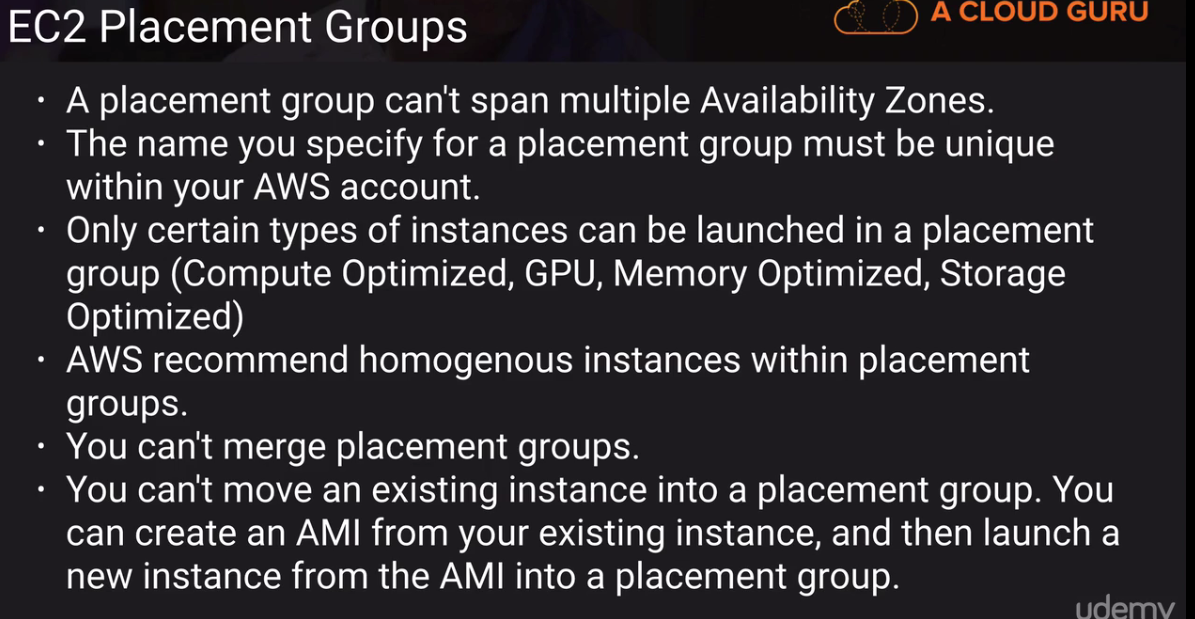 EC2 Placement Groups
A CLOUD GURU
• A placement group can't span multiple Availability Zones.
• The name you specify for a placement group must be unique
within your AWS account.
• Only certain types of instances can be launched in a placement
group (Compute Optimized, GPU, Memory Optimized, Storage
Optimized)
• AWS recommend homogenous instances within placement
groups.
• You can't merge placement groups.
• You can't move an existing instance into a placement group. You
can create an AMI from your existing instance, and then launch a
new instance from the AMI into a placement group.
udemy